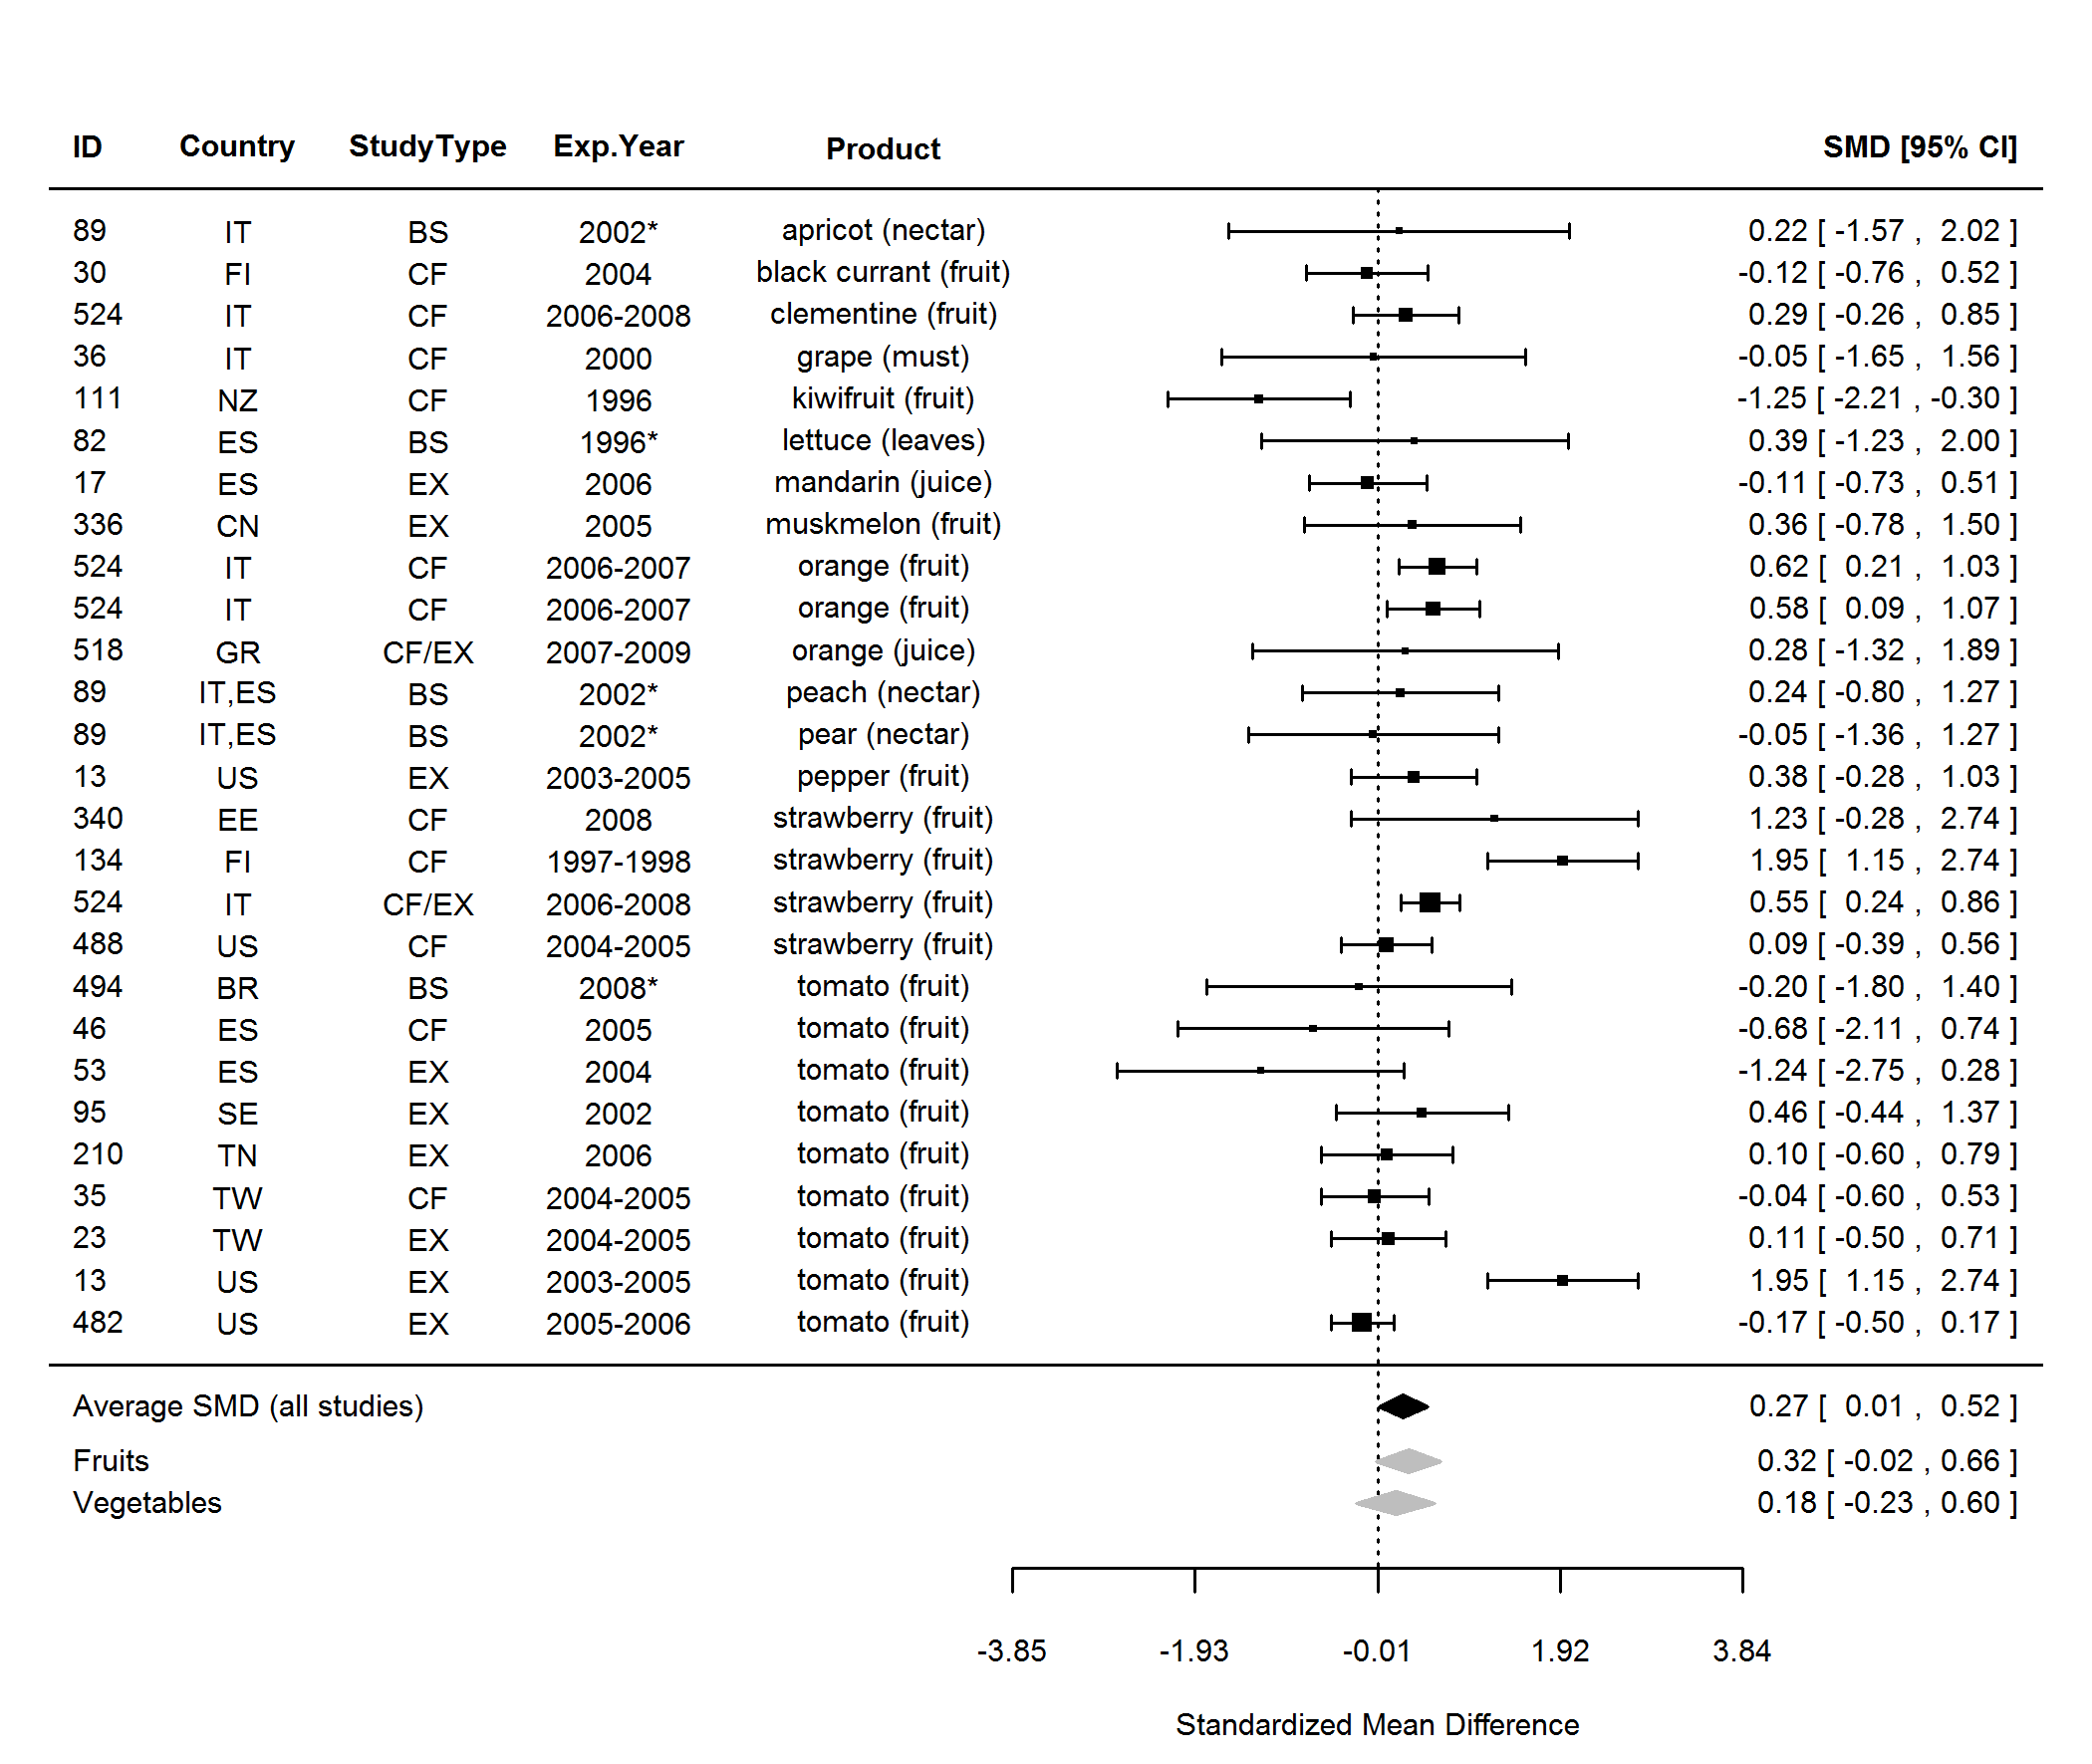 ID Country StudyType Exp.Year Product SMD [95% CI]
89 IT BS 2002* apricot (nectar) 0.22 [ -1.57 , 2.02 ]
30 FI CF 2004 black currant (fruit) -0.12 [ -0.76 , 0.52 ]
524 IT CF 2006-2008 clementine (fruit) 0.29 [ -0.26 , 0.85 ]
36 IT CF 2000 grape (must) -0.05 [ -1.65 , 1.56 ]
111 NZ CF 1996 kiwifruit (fruit) -1.25 [ -2.21 , -0.30 ]
82 ES BS 1996* lettuce (leaves) 0.39 [ -1.23 , 2.00 ]
17 ES EX 2006 mandarin (juice) -0.11 [ -0.73 , 0.51 ]
336 CN EX 2005 muskmelon (fruit) 0.36 [ -0.78 , 1.50 ]
524 IT CF 2006-2007 orange (fruit) 0.62 [ 0.21 , 1.03 ]
524 IT CF 2006-2007 orange (fruit) 0.58 [ 0.09 , 1.07 ]
518 GR CF/EX 2007-2009 orange (juice) 0.28 [ -1.32 , 1.89 ]
89 IT,ES BS 2002* peach (nectar) 0.24 [ -0.80 , 1.27 ]
89 IT,ES BS 2002* pear (nectar) -0.05 [ -1.36 , 1.27 ]
13 US EX 2003-2005 pepper (fruit) 0.38 [ -0.28 , 1.03 ]
340 EE CF 2008 strawberry (fruit) 1.23 [ -0.28 , 2.74 ]
134 FI CF 1997-1998 strawberry (fruit) 1.95 [ 1.15 , 2.74 ]
524 IT CF/EX 2006-2008 strawberry (fruit) 0.55 [ 0.24 , 0.86 ]
488 US CF 2004-2005 strawberry (fruit) 0.09 [ -0.39 , 0.56 ]
494 BR BS 2008* tomato (fruit) -0.20 [ -1.80 , 1.40 ]
46 ES CF 2005 tomato (fruit) -0.68 [ -2.11 , 0.74 ]
53 ES EX 2004 tomato (fruit) -1.24 [ -2.75 , 0.28 ]
95 SE EX 2002 tomato (fruit) 0.46 [ -0.44 , 1.37 ]
210 TN EX 2006 tomato (fruit) 0.10 [ -0.60 , 0.79 ]
35 TW CF 2004-2005 tomato (fruit) -0.04 [ -0.60 , 0.53 ]
23 TW EX 2004-2005 tomato (fruit) 0.11 [ -0.50 , 0.71 ]
13 US EX 2003-2005 tomato (fruit) 1.95 [ 1.15 , 2.74 ]
482 US EX 2005-2006 tomato (fruit) -0.17 [ -0.50 , 0.17 ]
Average SMD (all studies) 0.27 [ 0.01 , 0.52 ]
Fruits 0.32 [ -0.02 , 0.66 ]
Vegetables 0.18 [ -0.23 , 0.60 ]
-3.85 -1.93 -0.01 1.92 3.84
Standardized Mean Difference